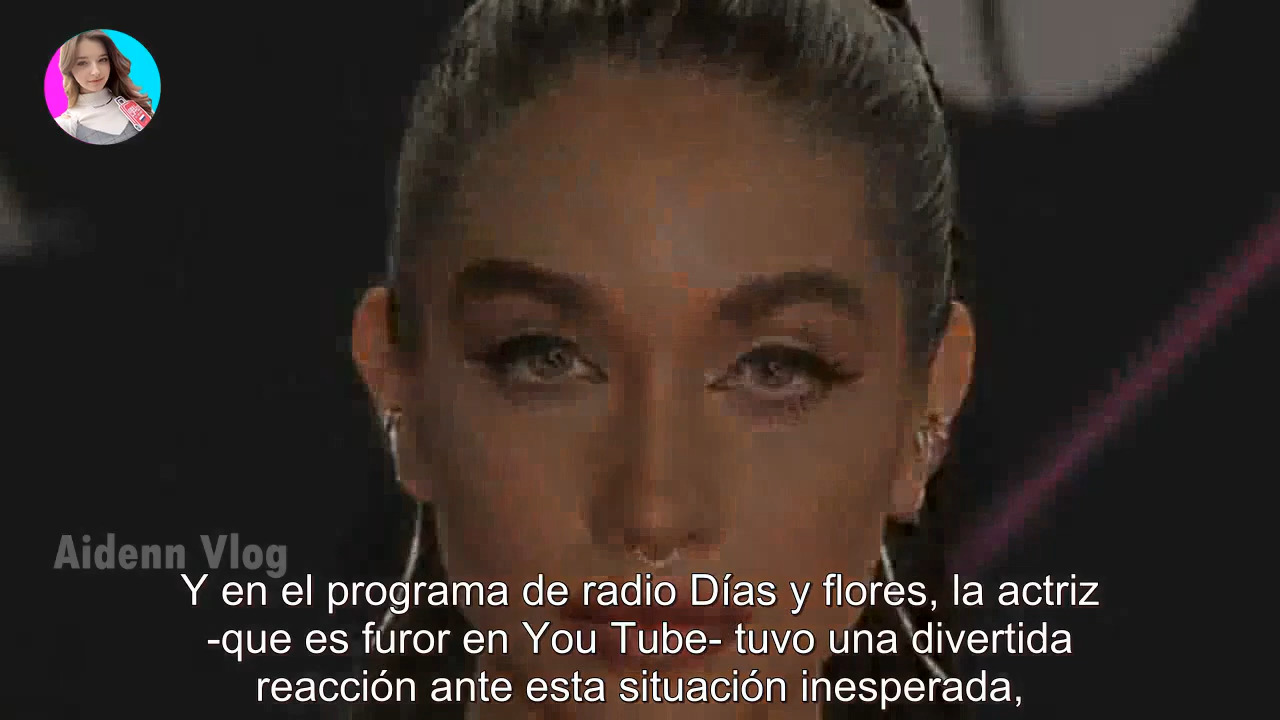 Aidenn Vlog
Y en el programa de radio Días y flores, la actriz
-que es furor en You Tube- tuvo una divertida
reacción ante esta situación inesperada,